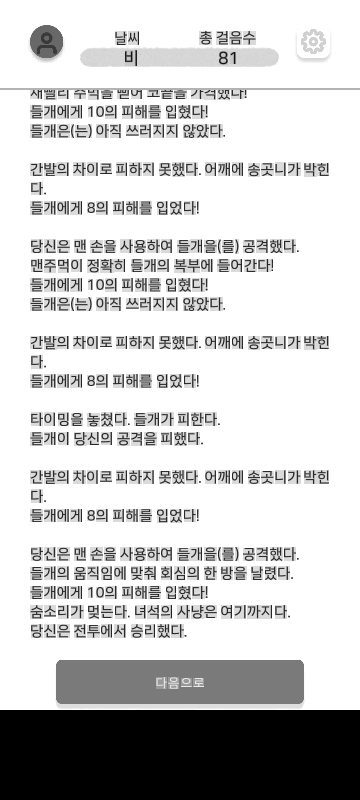 날씨
총 걸음수
비
81
재빨리 주먹을 뻗어 코끝을 가격했다!
들개에게 10의 피해를 입혔다!
들개은(는) 아직 쓰러지지 않았다.
간발의 차이로 피하지 못했다. 어깨에 송곳니가 박힌
다.
들개에게 8의 피해를 입었다!
당신은 맨 손을 사용하여 들개을(를) 공격했다.
맨주먹이 정확히 들개의 복부에 들어간다!
들개에게 10의 피해를 입혔다!
들개은(는) 아직 쓰러지지 않았다.
간발의 차이로 피하지 못했다. 어깨에 송곳니가 박힌
다.
들개에게 8의 피해를 입었다!
타이밍을 놓쳤다. 들개가 피한다.
들개이 당신의 공격을 피했다.
간발의 차이로 피하지 못했다. 어깨에 송곳니가 박힌
다.
들개에게 8의 피해를 입었다!
당신은 맨 손을 사용하여 들개을(를) 공격했다.
들개의 움직임에 맞춰 회심의 한 방을 날렸다.
들개에게 10의 피해를 입혔다!
숨소리가 멎는다. 녀석의 사냥은 여기까지다.
당신은 전투에서 승리했다.
다음으로